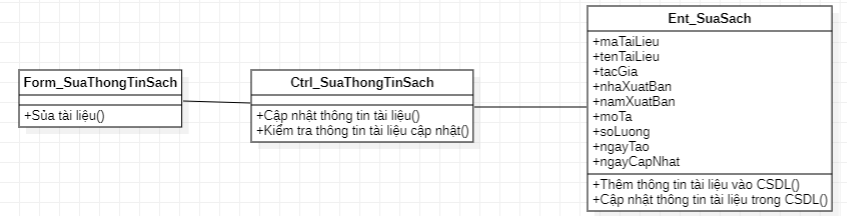 Form_SuaThongTinSach
+Sủa tài liệu()
Ctrl_SuaThongTinSach
+Cập nhật thông tin tài liệu()
+Kiểm tra thông tin tài liệu cập nhật()
Ent_SuaSach
+maTaiLieu
+tenTaiLieu
+tacGia
+nhaXuatBan
+namXuatBan
+moTa
+soLuong
+ngayTao
+ngayCapNhat
+Thêm thông tin tài liệu vào CSDL()
+Cập nhật thông tin tài liệu trong CSDL()